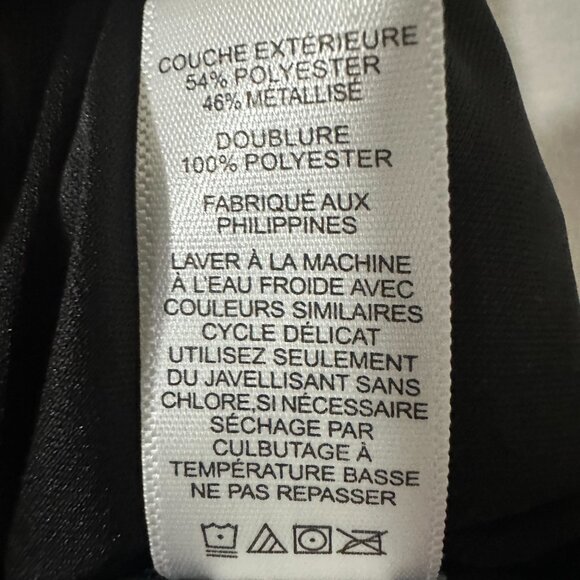 COUCHE EXTÉRIEURE
54% POLYESTER
46% MÉTALLISÉ
DOUBLURE
100% POLYESTER
FABRIQUÉ AUX
PHILIPPINES
LAVER À LA MACHINE
À L'EAU FROIDE AVEC
COULEURS SIMILAIRES
CYCLE DÉLICAT
UTILISEZ SEULEMENT
DU JAVELLISANT SANS
CHLORE,SI NÉCESSAIRE
SÉCHAGE PAR
CULBUTAGE À
TEMPÉRATURE BASSE
NE PAS REPASSER